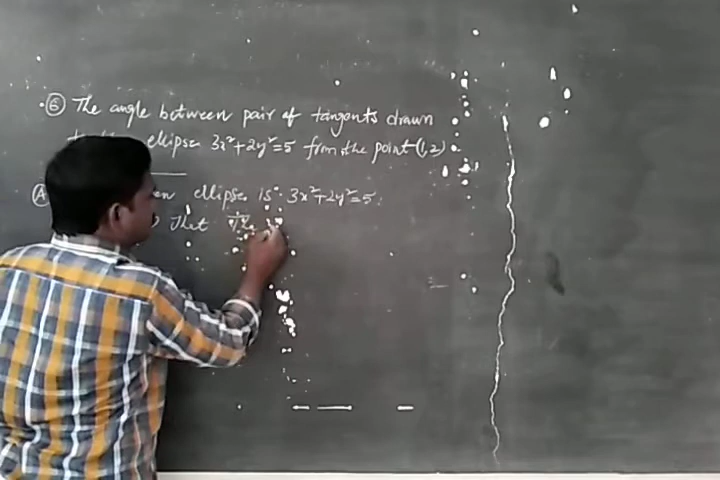 ⑥ The angle between pair of tangents drawn
ellipse 3x²+2y²=5 from the point (1,2)
ellipse is 3x²+2y²=5.
that the